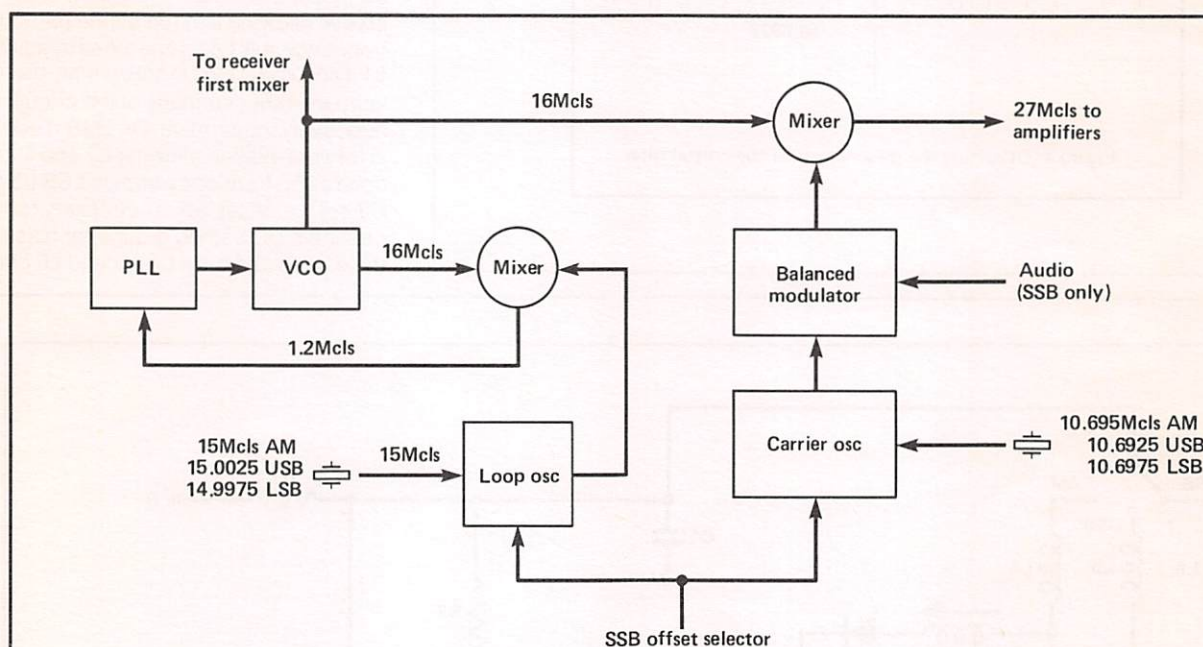 To receiver
first mixer
16Mcls
Mixer
27Mcls to
amplifiers
PLL
VCO
16Mcls
Mixer
Balanced
modulator
Audio
(SSB only)
1.2Mcls
15Mcls AM
15.0025 USB
14.9975 LSB
15Mcls
Loop osc
Carrier osc
10.695Mcls AM
10.6925 USB
10.6975 LSB
SSB offset selector